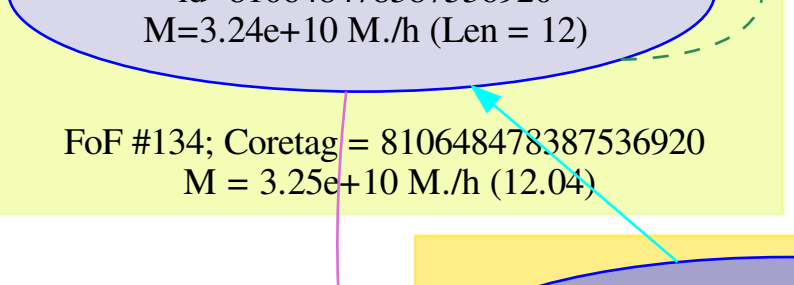 M=3.24e+10 M./h (Len = 12)
FoF #134; Coretag = 810648478387536920
M = 3.25e+10 M./h (12.04)